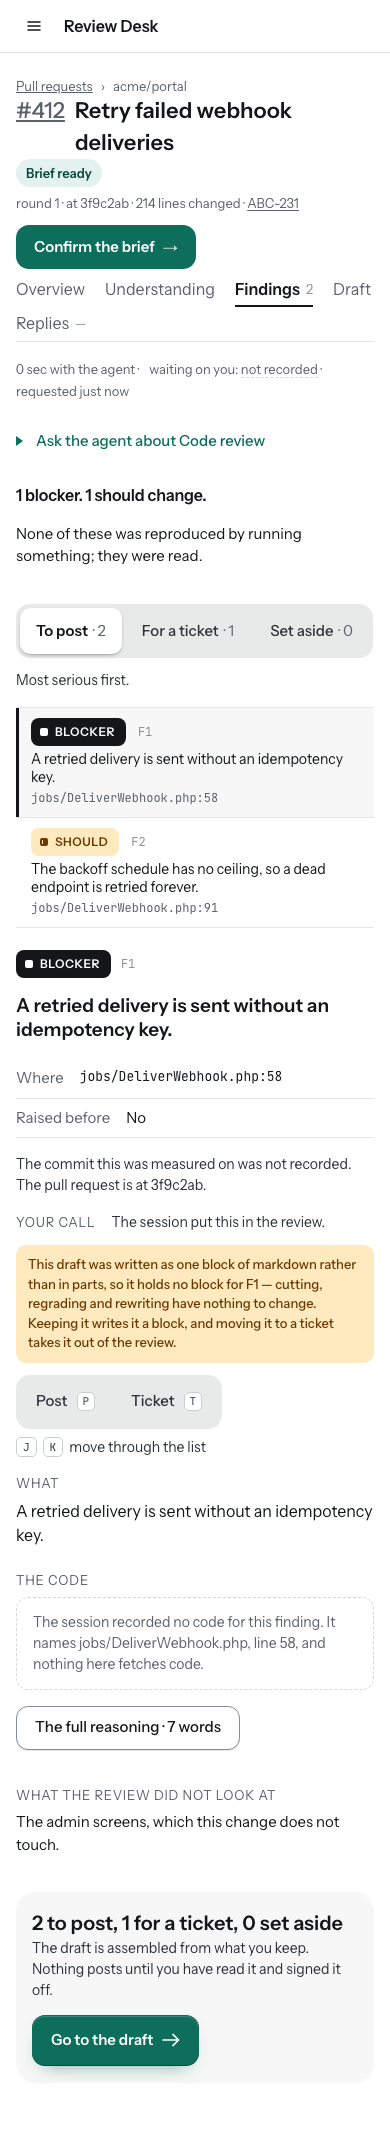 Review Desk
Pull requests › acme/portal
#412 Retry failed webhook
deliveries
Brief ready
round 1 · at 3f9c2ab · 214 lines changed · ABC-231
Confirm the brief →
Overview Understanding Findings 2 Draft
Replies —
0 sec with the agent · waiting on you: not recorded ·
requested just now
Ask the agent about Code review
1 blocker. 1 should change.
None of these was reproduced by running
something; they were read.
To post · 2 For a ticket · 1 Set aside · 0
Most serious first.
BLOCKER F1
A retried delivery is sent without an idempotency
key.
jobs/DeliverWebhook.php:58
SHOULD F2
The backoff schedule has no ceiling, so a dead
endpoint is retried forever.
jobs/DeliverWebhook.php:91
BLOCKER F1
A retried delivery is sent without an
idempotency key.
Where jobs/DeliverWebhook.php:58
Raised before No
The commit this was measured on was not recorded.
The pull request is at 3f9c2ab.
YOUR CALL The session put this in the review.
This draft was written as one block of markdown rather
than in parts, so it holds no block for F1 — cutting,
regrading and rewriting have nothing to change.
Keeping it writes it a block, and moving it to a ticket
takes it out of the review.
Post P Ticket T
J K move through the list
WHAT
A retried delivery is sent without an idempotency
key.
THE CODE
The session recorded no code for this finding. It
names jobs/DeliverWebhook.php, line 58, and
nothing here fetches code.
The full reasoning · 7 words
WHAT THE REVIEW DID NOT LOOK AT
The admin screens, which this change does not
touch.
2 to post, 1 for a ticket, 0 set aside
The draft is assembled from what you keep.
Nothing posts until you have read it and signed it
off.
Go to the draft →